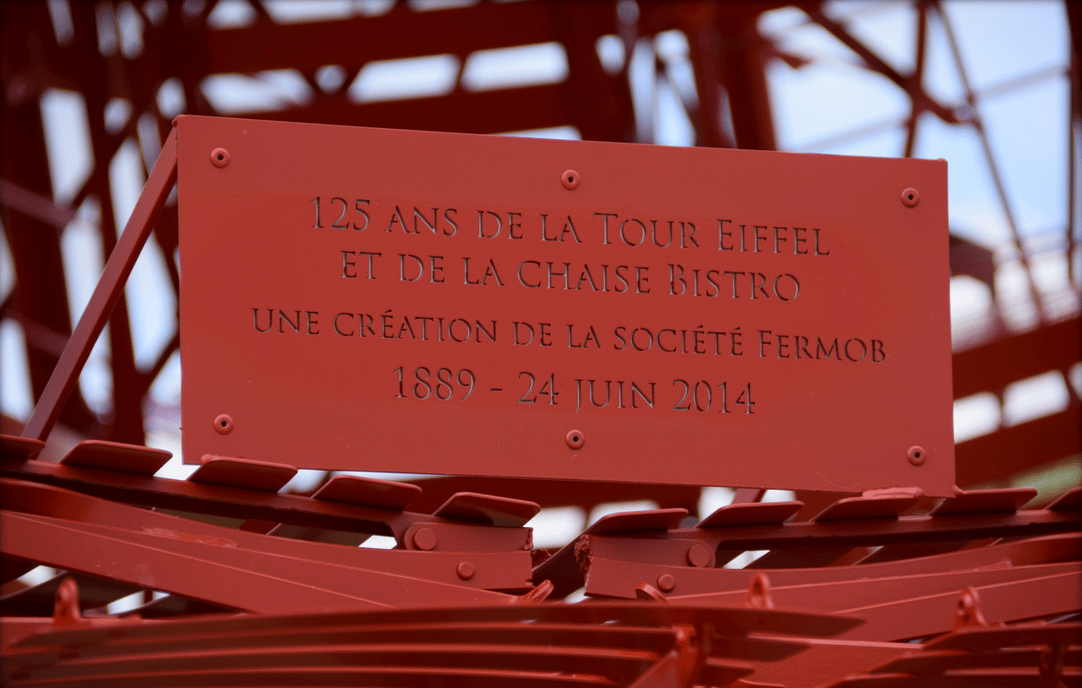 125 ANS DE LA TOUR EIFFEL
ET DE LA CHAISE BISTRO
UNE CRÉATION DE LA SOCIÉTÉ FERMOB
1889 - 24 JUIN 2014